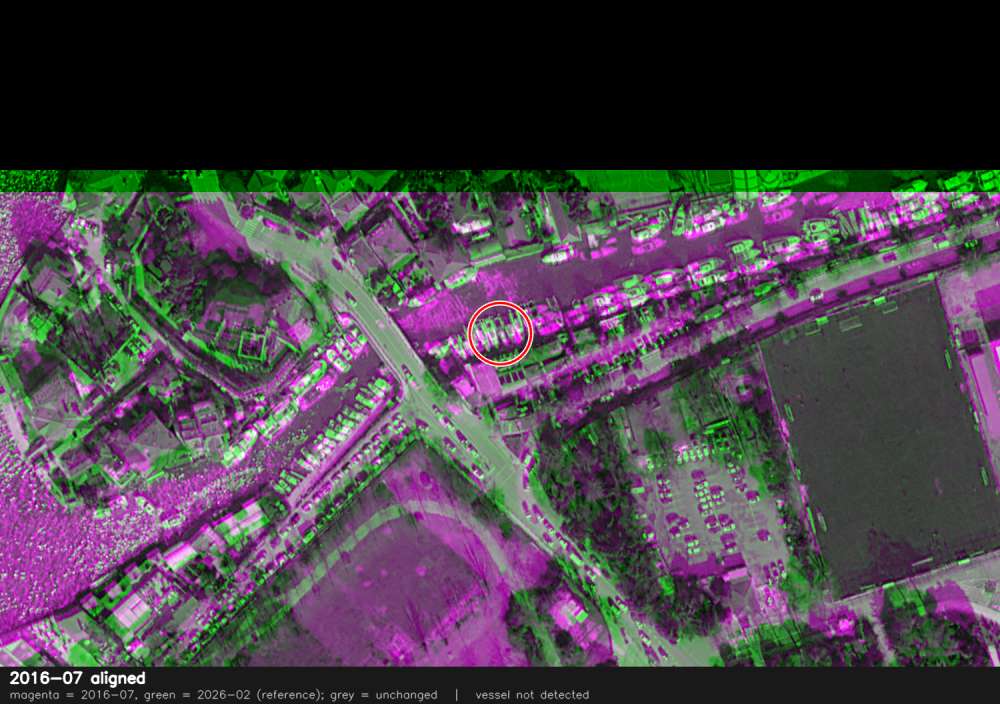 2016-07 aligned
magenta = 2016-07, green = 2026-02 (reference); grey = unchanged | vessel not detected